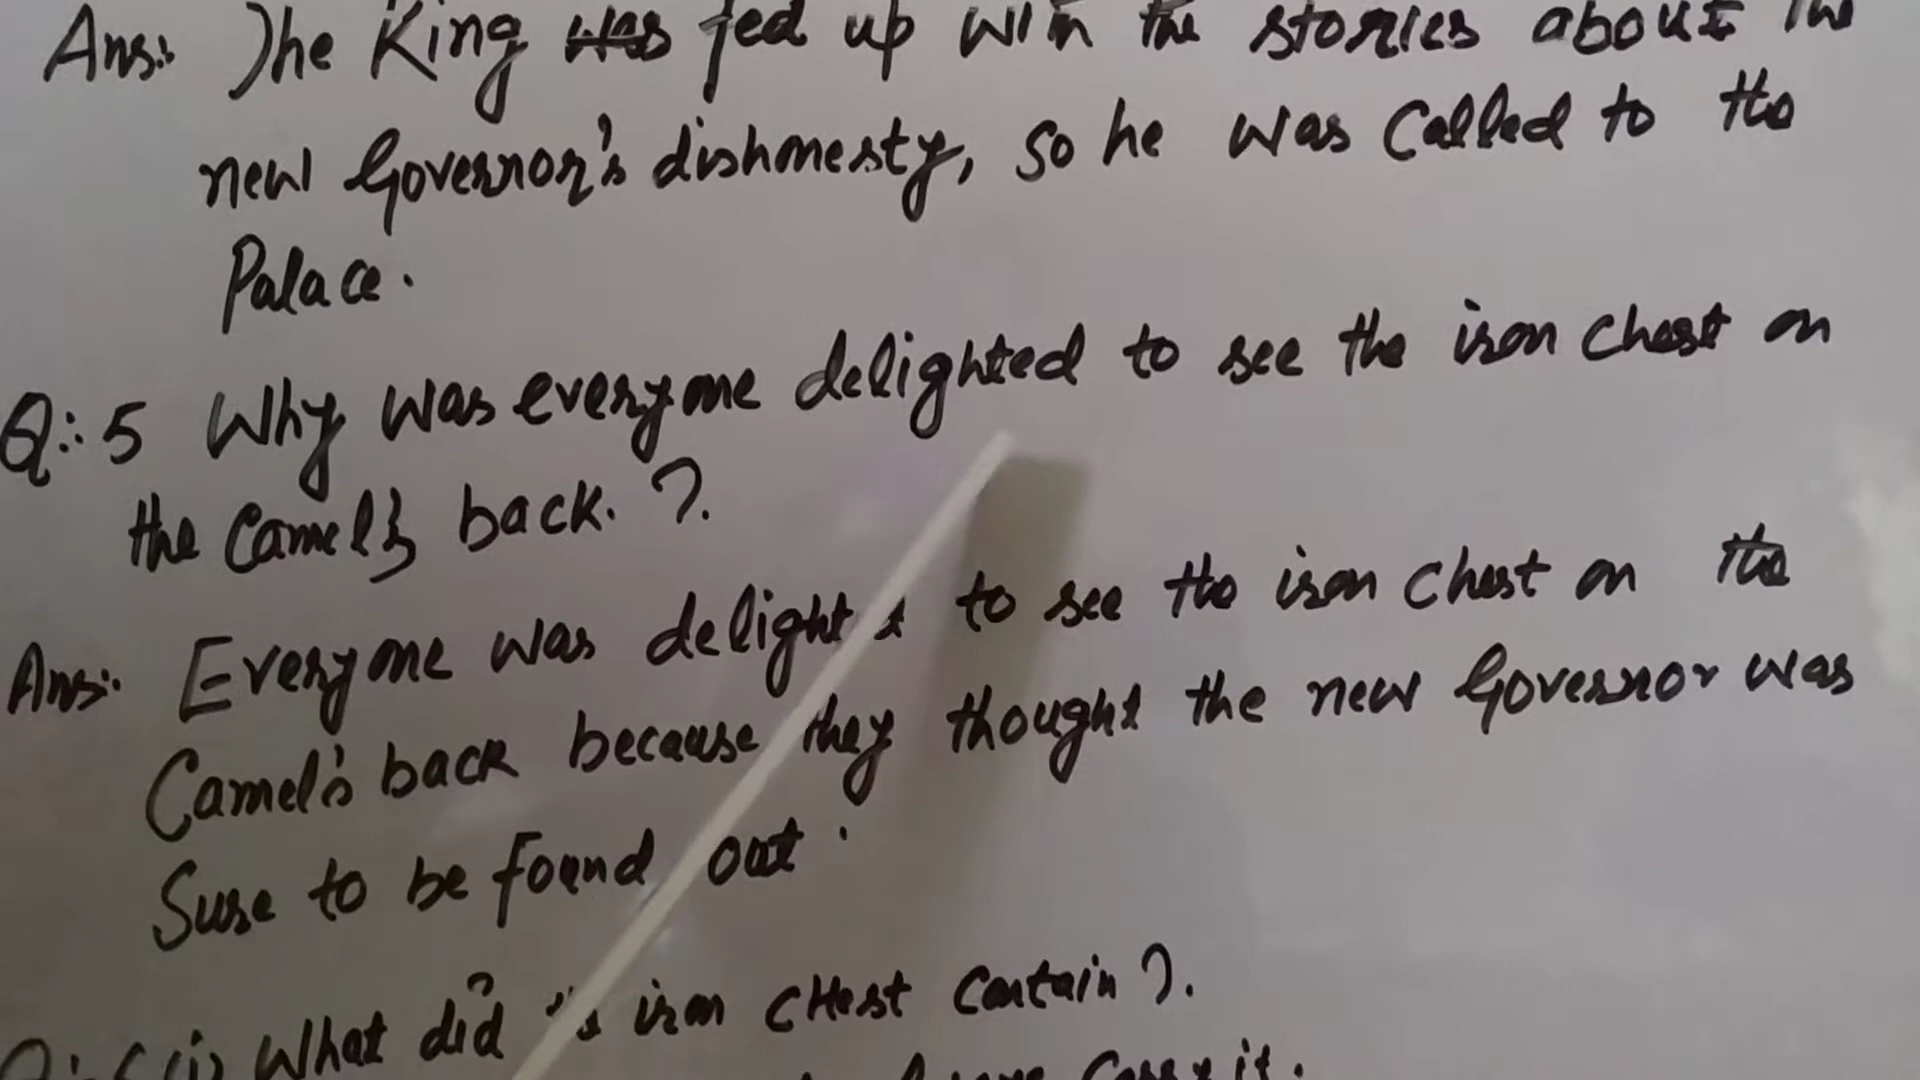 Ans:. The King was fed up with the stories about the
new Governor's dishonesty, so he was Called to the
Palace.
Q:. 5 Why was everyone delighted to see the iron chest on
the Camel's back. ?.
Ans:. Everyone was delighted to see the iron chest on the
Camel's back because they thought the new Governor was
Sure to be found out.
What did iron cHest contain ?.
it.